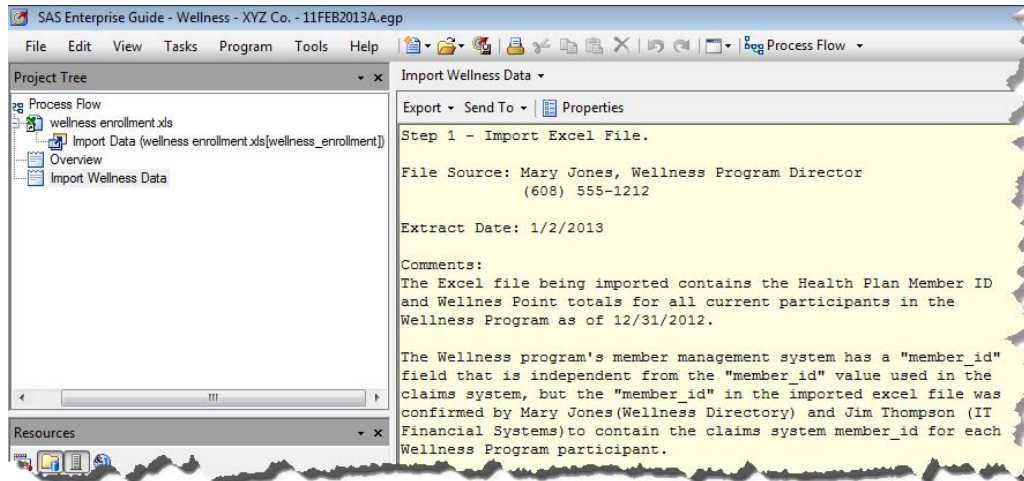 SAS Enterprise Guide - Wellness - XYZ Co. - 11FEB2013A.egp
File Edit View Tasks Program Tools Help Process Flow
Project Tree
Process Flow
wellness enrollment.xls
Import Data (wellness enrollment.xls[wellness_enrollment])
Overview
Import Wellness Data
Resources
Import Wellness Data
Export Send To Properties
Step 1 - Import Excel File.
File Source: Mary Jones, Wellness Program Director
(608) 555-1212
Extract Date: 1/2/2013
Comments:
The Excel file being imported contains the Health Plan Member ID
and Wellnes Point totals for all current participants in the
Wellness Program as of 12/31/2012.
The Wellness program's member management system has a "member_id"
field that is independent from the "member_id" value used in the
claims system, but the "member_id" in the imported excel file was
confirmed by Mary Jones(Wellness Directory) and Jim Thompson (IT
Financial Systems)to contain the claims system member_id for each
Wellness Program participant.